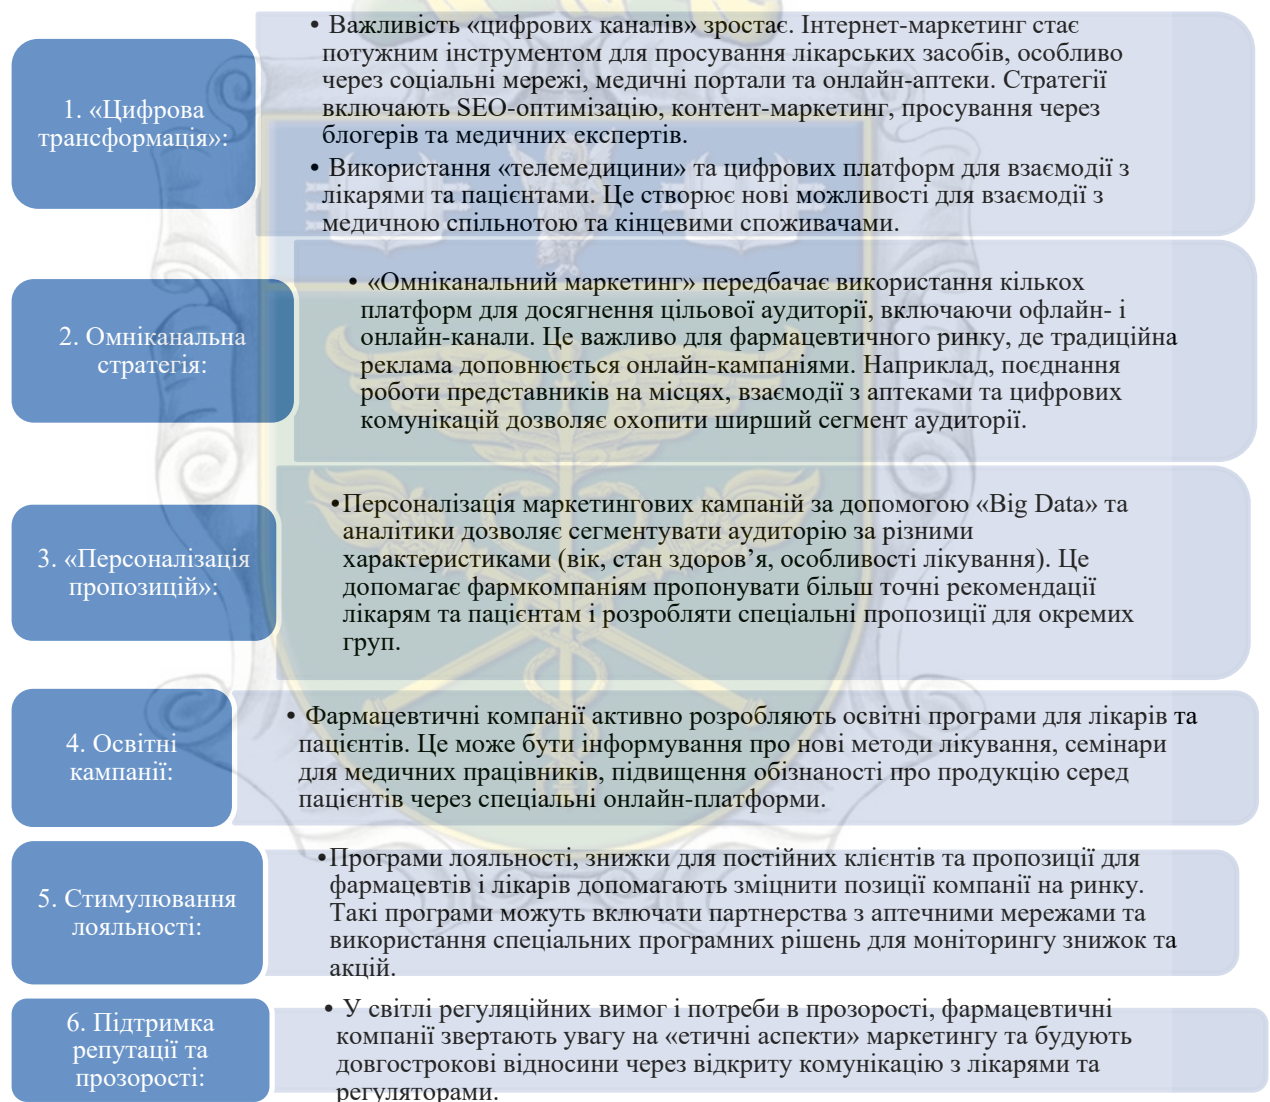 1. «Цифрова
трансформація»:
• Важливість «цифрових каналів» зростає. Інтернет-маркетинг стає
потужним інструментом для просування лікарських засобів, особливо
через соціальні мережі, медичні портали та онлайн-аптеки. Стратегії
включають SEO-оптимізацію, контент-маркетинг, просування через
блогерів та медичних експертів.
• Використання «телемедицини» та цифрових платформ для взаємодії з
лікарями та пацієнтами. Це створює нові можливості для взаємодії з
медичною спільнотою та кінцевими споживачами.
2. Омніканальна
стратегія:
• «Омніканальний маркетинг» передбачає використання кількох
платформ для досягнення цільової аудиторії, включаючи офлайн- і
онлайн-канали. Це важливо для фармацевтичного ринку, де традиційна
реклама доповнюється онлайн-кампаніями. Наприклад, поєднання
роботи представників на місцях, взаємодії з аптеками та цифрових
комунікацій дозволяє охопити ширший сегмент аудиторії.
3. «Персоналізація
пропозицій»:
•Персоналізація маркетингових кампаній за допомогою «Big Data» та
аналітики дозволяє сегментувати аудиторію за різними
характеристиками (вік, стан здоров’я, особливості лікування). Це
допомагає фармкомпаніям пропонувати більш точні рекомендації
лікарям та пацієнтам і розробляти спеціальні пропозиції для окремих
груп.
4. Освітні
кампанії:
• Фармацевтичні компанії активно розробляють освітні програми для лікарів та
пацієнтів. Це може бути інформування про нові методи лікування, семінари
для медичних працівників, підвищення обізнаності про продукцію серед
пацієнтів через спеціальні онлайн-платформи.
5. Стимулювання
лояльності:
•Програми лояльності, знижки для постійних клієнтів та пропозиції для
фармацевтів і лікарів допомагають зміцнити позиції компанії на ринку.
Такі програми можуть включати партнерства з аптечними мережами та
використання спеціальних програмних рішень для моніторингу знижок та
акцій.
6. Підтримка
репутації та
прозорості:
• У світлі регуляційних вимог і потреби в прозорості, фармацевтичні
компанії звертають увагу на «етичні аспекти» маркетингу та будують
довгострокові відносини через відкриту комунікацію з лікарями та
регуляторами.